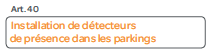 Art.40
Installation de détecteurs
de présence dans les parkings